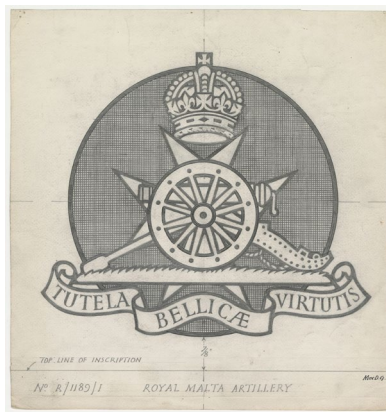 TUTELA BELLICÆ VIRTUTIS
TOP LINE OF INSCRIPTION
Nº R/1189/1 ROYAL MALTA ARTILLERY